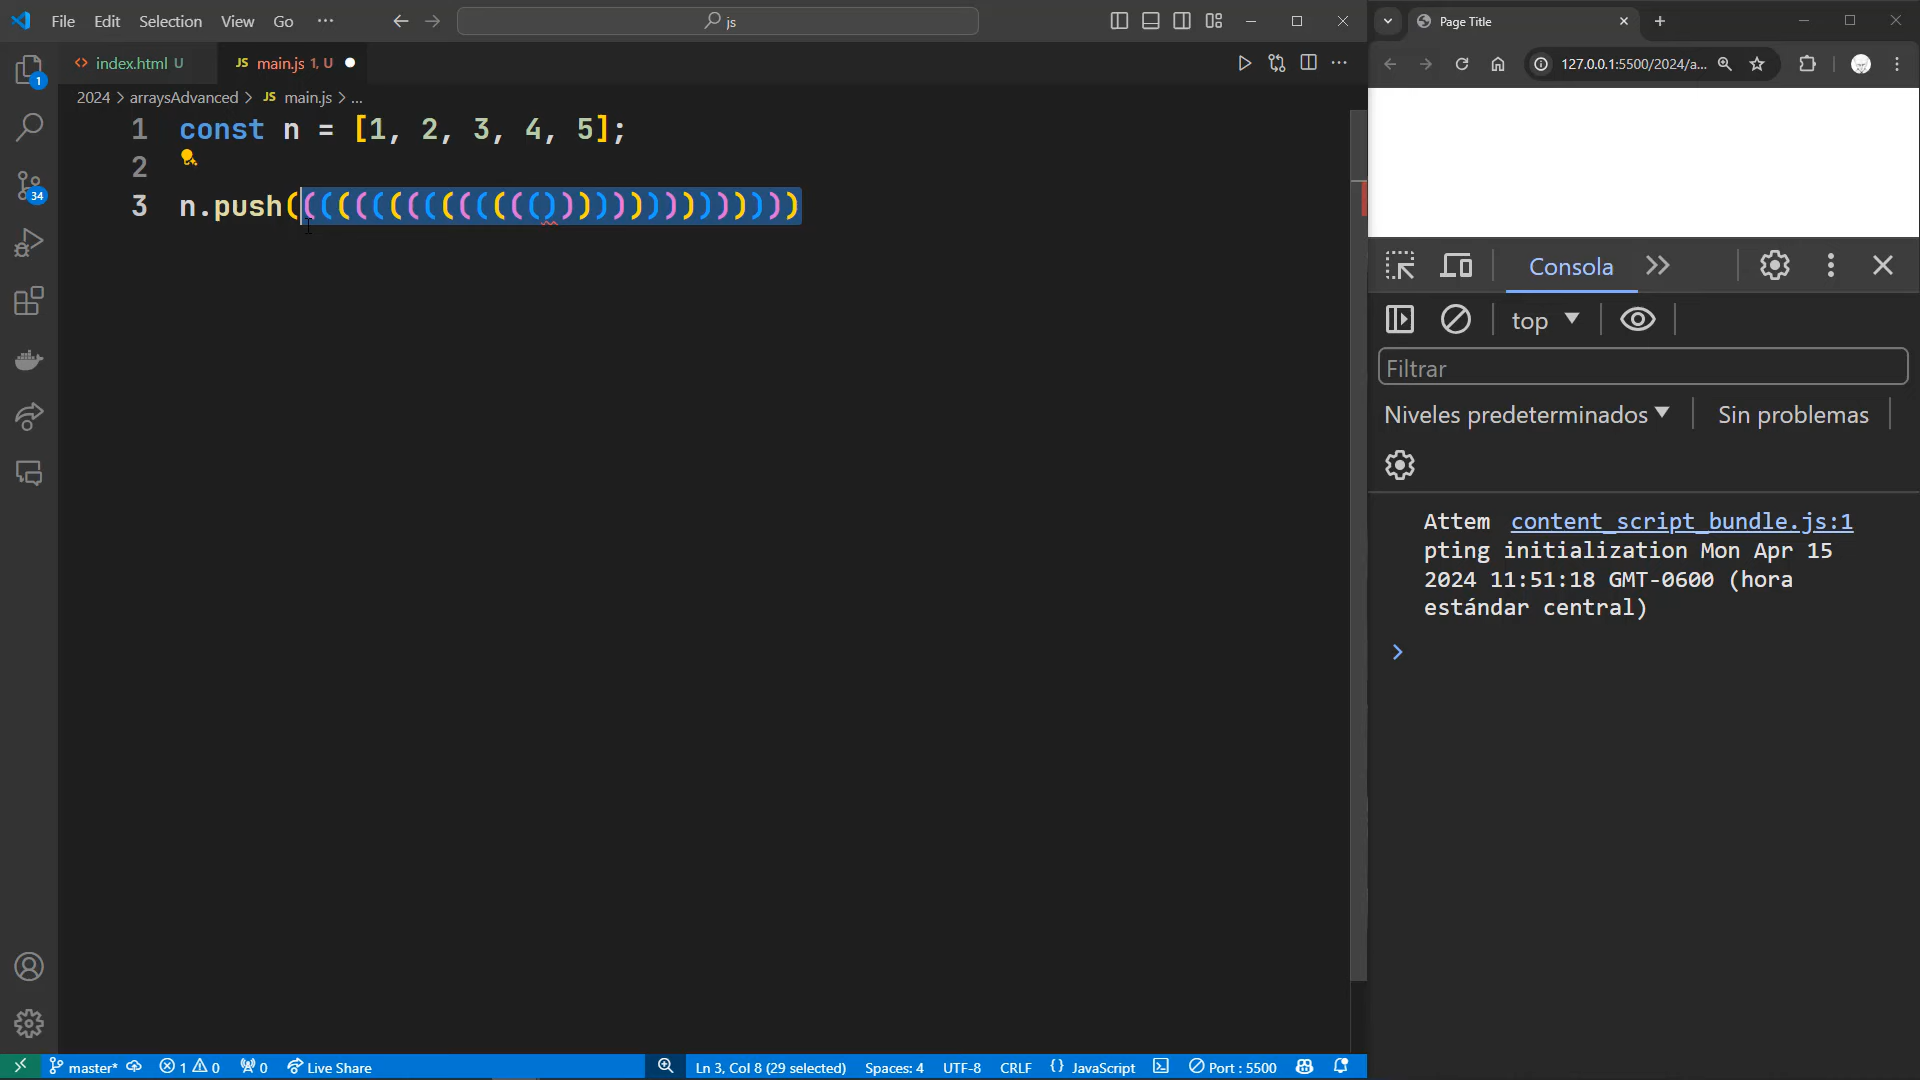 File Edit Selection View Go ··· js
index.html U
JS main.js 1, U
2024 > arraysAdvanced > JS main.js > ...
1 const n = [1, 2, 3, 4, 5];
2
3 n.push((((((((((((((()))))))))))))))
1
34
master* 1 0 0 Live Share Ln 3, Col 8 (29 selected) Spaces: 4 UTF-8 CRLF {} JavaScript Port : 5500
Page Title
127.0.0.1:5500/2024/a...
Consola
top
Filtrar
Niveles predeterminados Sin problemas
Attem content_script_bundle.js:1
pting initialization Mon Apr 15
2024 11:51:18 GMT-0600 (hora
estándar central)